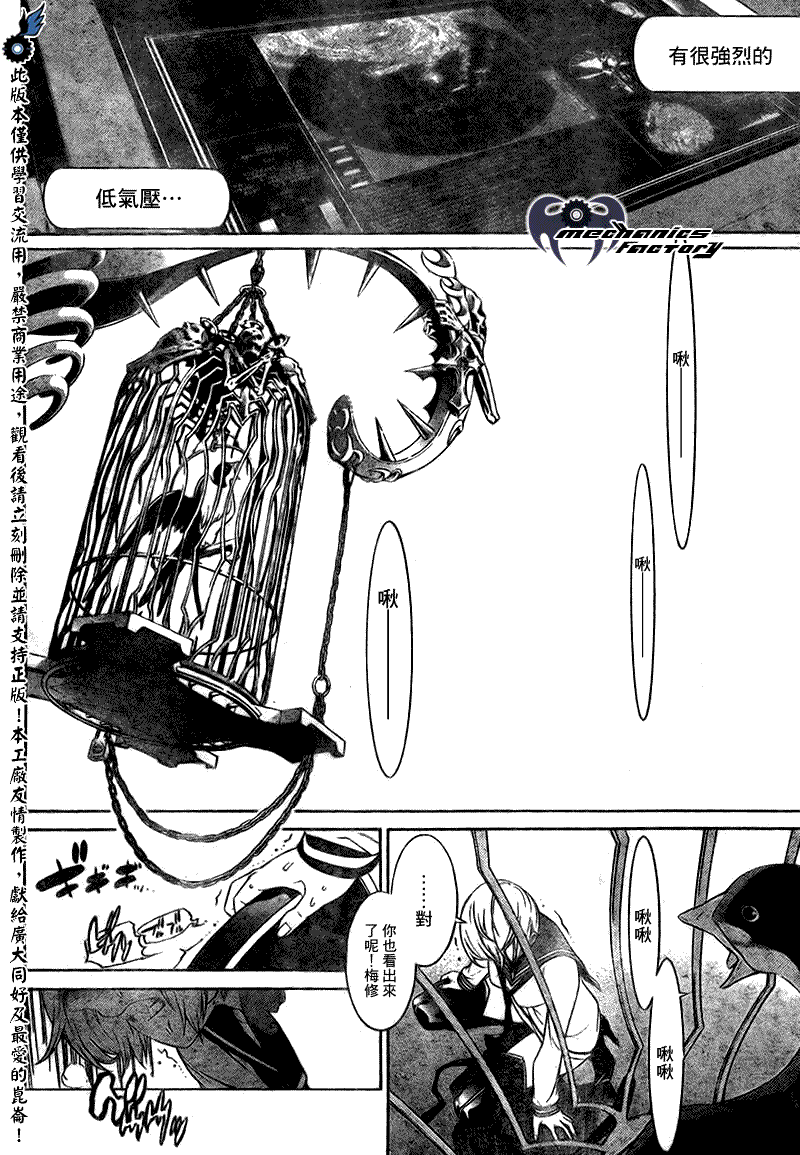 有很強烈的
低氣壓…
mechanics
factory
啾——
啾——
啾——
啾啾
啾啾
……對
你也看出來
了呢！梅修
ギギギ
此版本僅供學習交流用，嚴禁商業用途，觀看後請立刻刪除並請支持正版！本工廠友情製作，獻給廣大同好及最愛的崑崙！